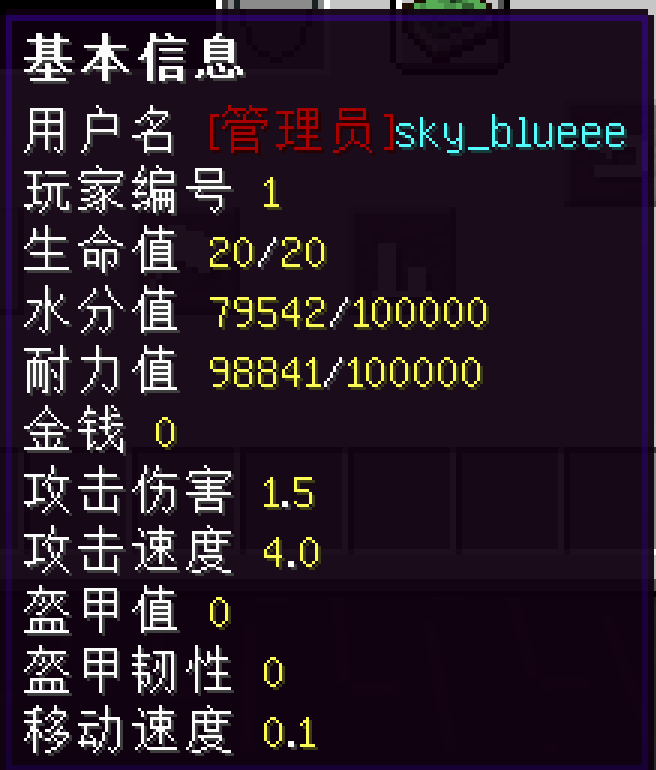 基本信息
用户名 [管理员]sky_blueee
玩家编号 1
生命值 20/20
水分值 79542/100000
耐力值 98841/100000
金钱 0
攻击伤害 1.5
攻击速度 4.0
盔甲值 0
盔甲韧性 0
移动速度 0.1